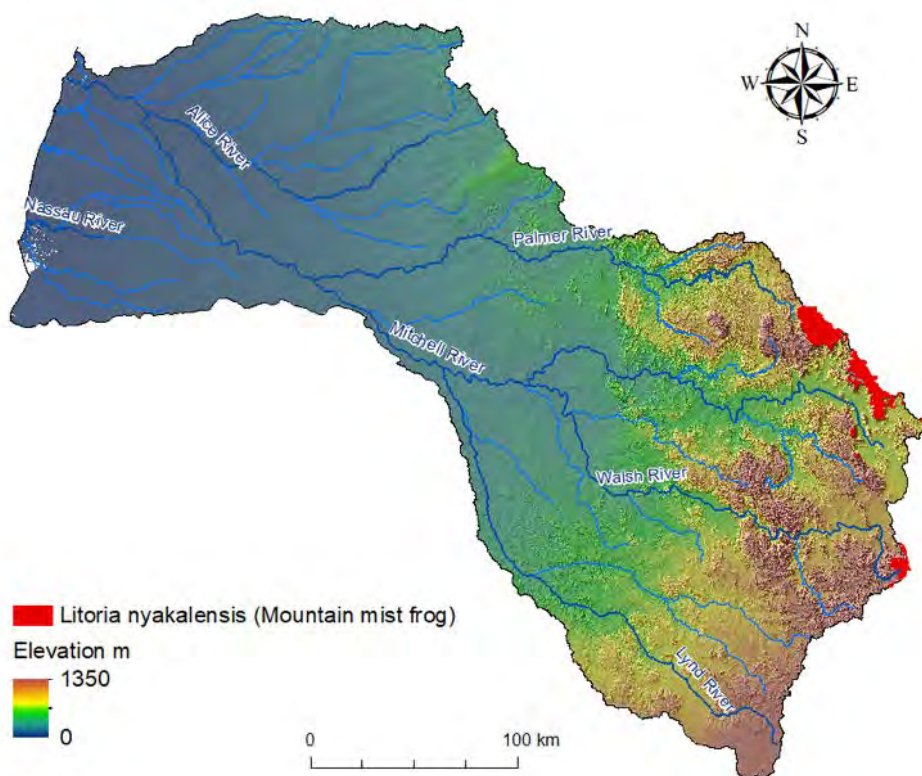 N
W E
S
Alice River
Nassau River
Palmer River
Mitchell River
Walsh River
Litoria nyakalensis (Mountain mist frog)
Elevation m
1350
0
Lynd River
0 100 km